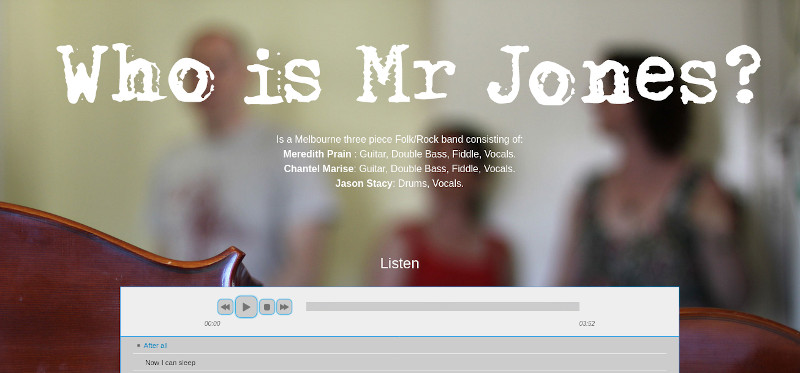 Who is Mr Jones?
Is a Melbourne three piece Folk/Rock band consisting of:
Meredith Prain : Guitar, Double Bass, Fiddle, Vocals.
Chantel Marise: Guitar, Double Bass, Fiddle, Vocals.
Jason Stacy: Drums, Vocals.
Listen
00:00 03:52
After all
Now I can sleep